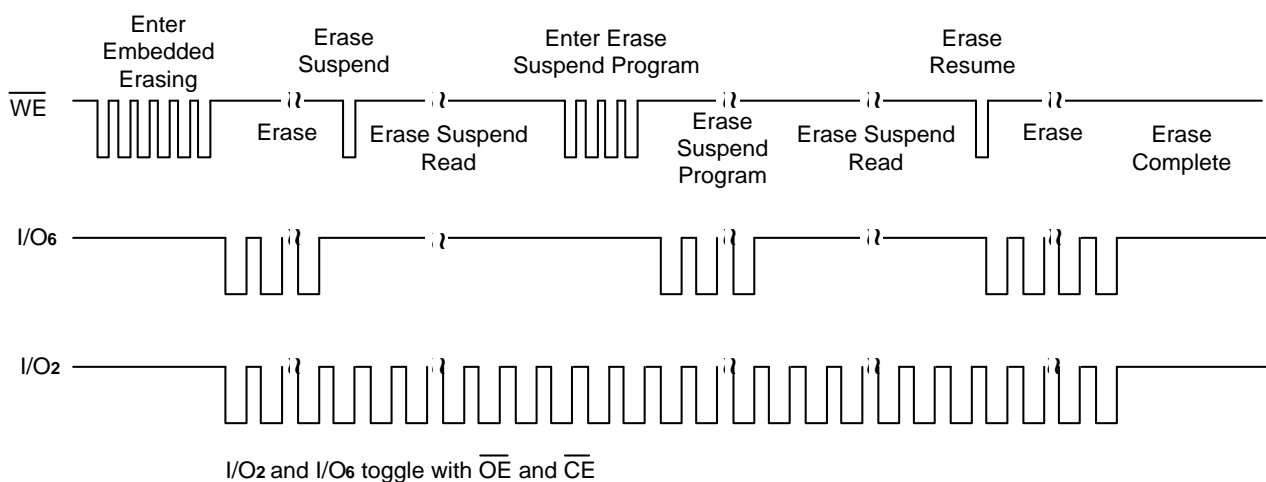 Enter
Embedded
Erasing
Erase
Suspend
Enter Erase
Suspend Program
Erase
Resume
WE
Erase
Erase Suspend
Read
Erase
Suspend
Program
Erase Suspend
Read
Erase
Erase
Complete
I/O6
I/O2
I/O2 and I/O6 toggle with OE and CE